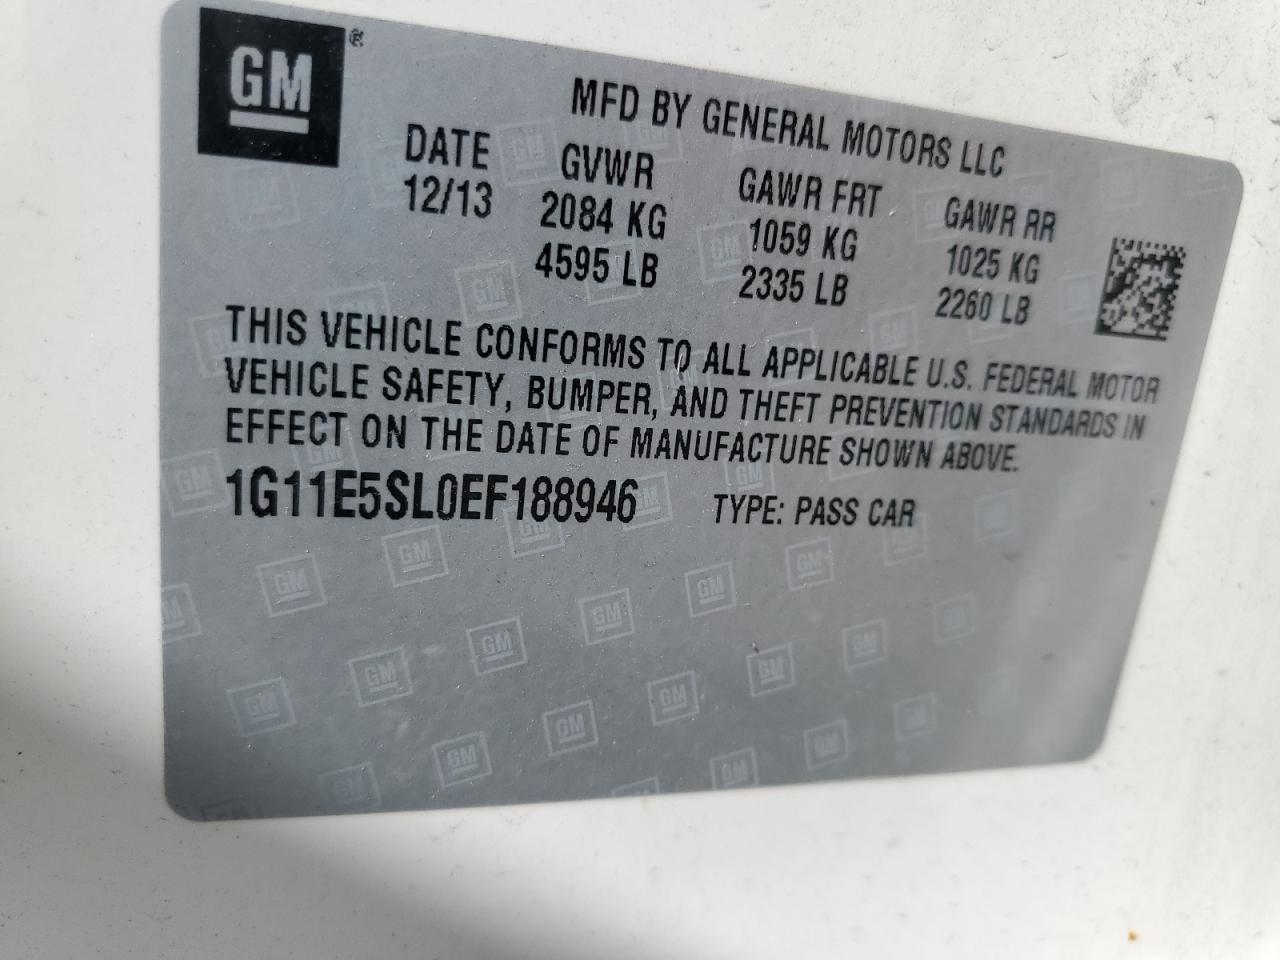 GM®
MFD BY GENERAL MOTORS LLC
DATE GVWR GAWR FRT GAWR RR
12/13 2084 KG 1059 KG 1025 KG
4595 LB 2335 LB 2260 LB
THIS VEHICLE CONFORMS TO ALL APPLICABLE U.S. FEDERAL MOTOR
VEHICLE SAFETY, BUMPER, AND THEFT PREVENTION STANDARDS IN
EFFECT ON THE DATE OF MANUFACTURE SHOWN ABOVE.
1G11E5SL0EF188946 TYPE: PASS CAR